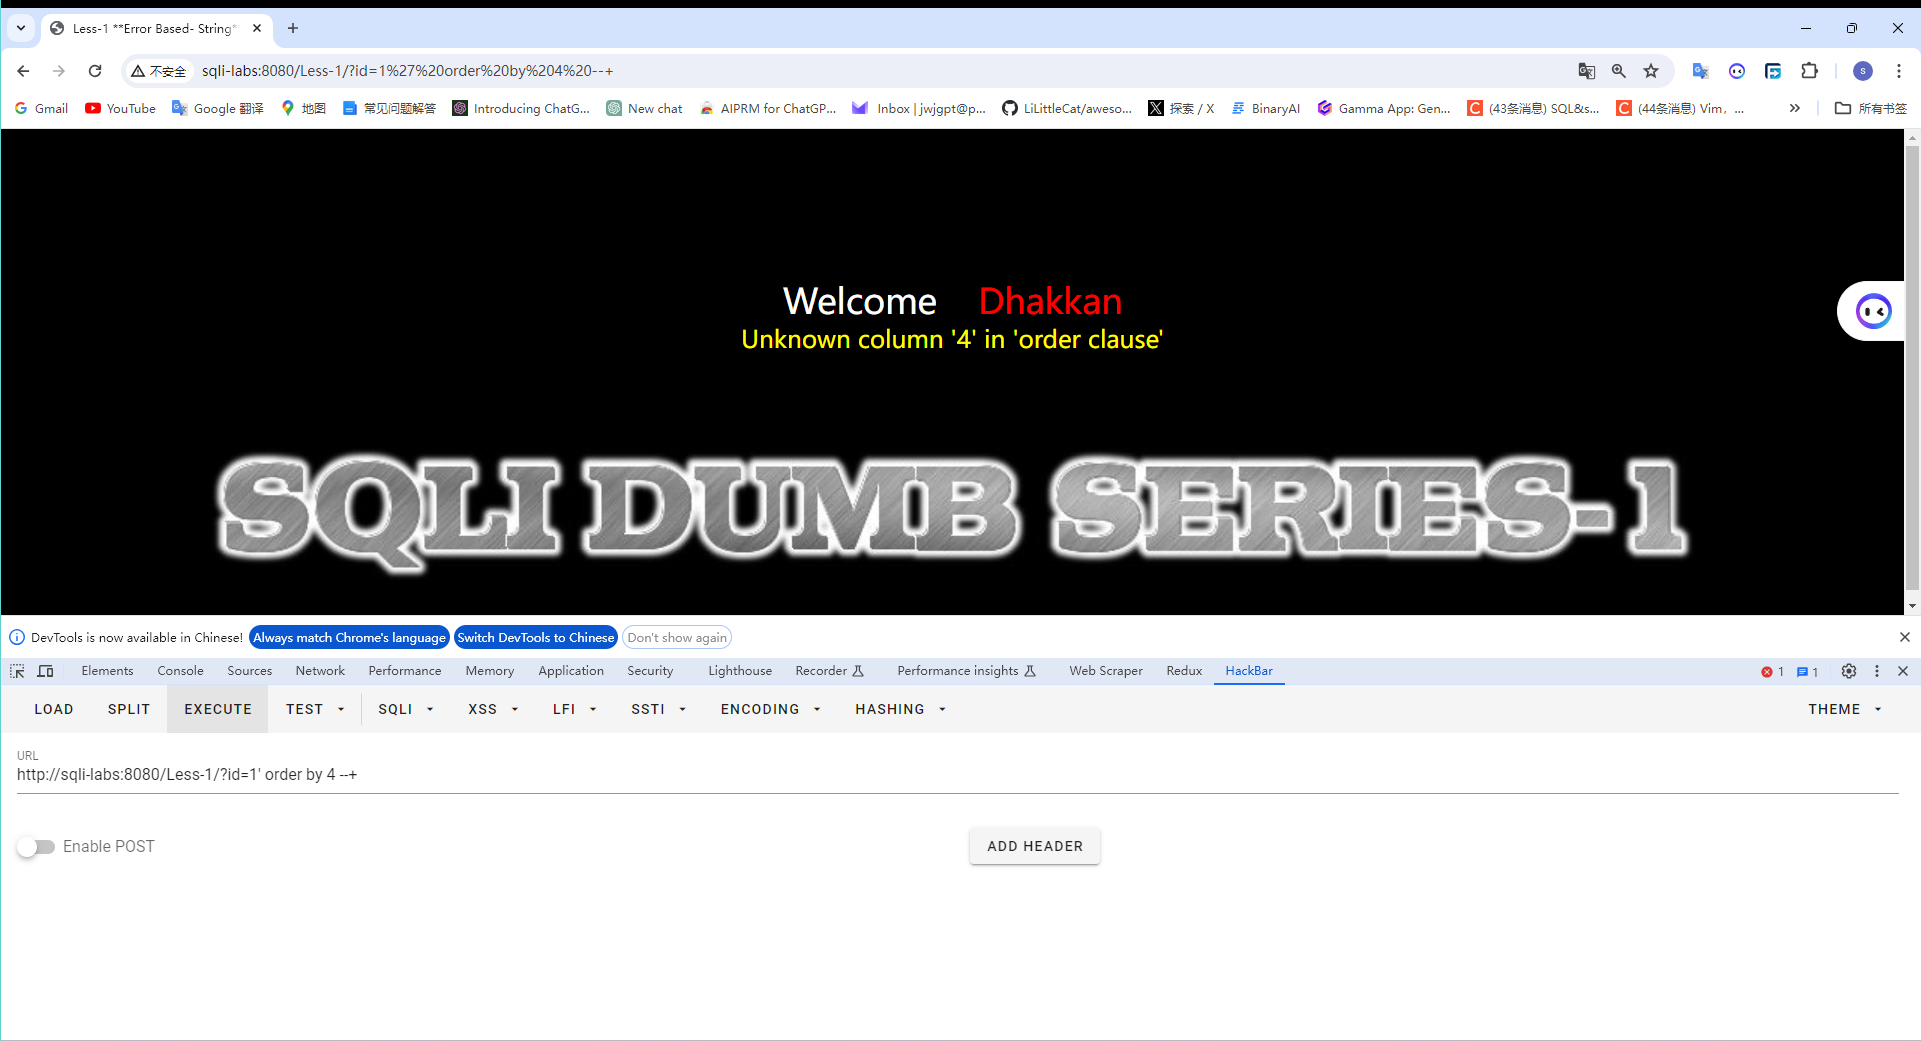 Less-1 **Error Based- String*
不安全 sqli-labs:8080/Less-1/?id=1%27%20order%20by%204%20--+
Gmail YouTube Google 翻译 地图 常见问题解答 Introducing ChatG... New chat AIPRM for ChatGP... Inbox | jwjgpt@p... LiLittleCat/aweso... 探索 / X BinaryAI Gamma App: Gen... (43条消息) SQL&s... (44条消息) Vim, ... 所有书签
Welcome Dhakkan
Unknown column '4' in 'order clause'
SQLI DUMB SERIES-1
DevTools is now available in Chinese! Always match Chrome's language Switch DevTools to Chinese Don't show again
Elements Console Sources Network Performance Memory Application Security Lighthouse Recorder Performance insights Web Scraper Redux HackBar 1 1
LOAD SPLIT EXECUTE TEST SQLI XSS LFI SSTI ENCODING HASHING THEME
URL
http://sqli-labs:8080/Less-1/?id=1' order by 4 --+
Enable POST ADD HEADER